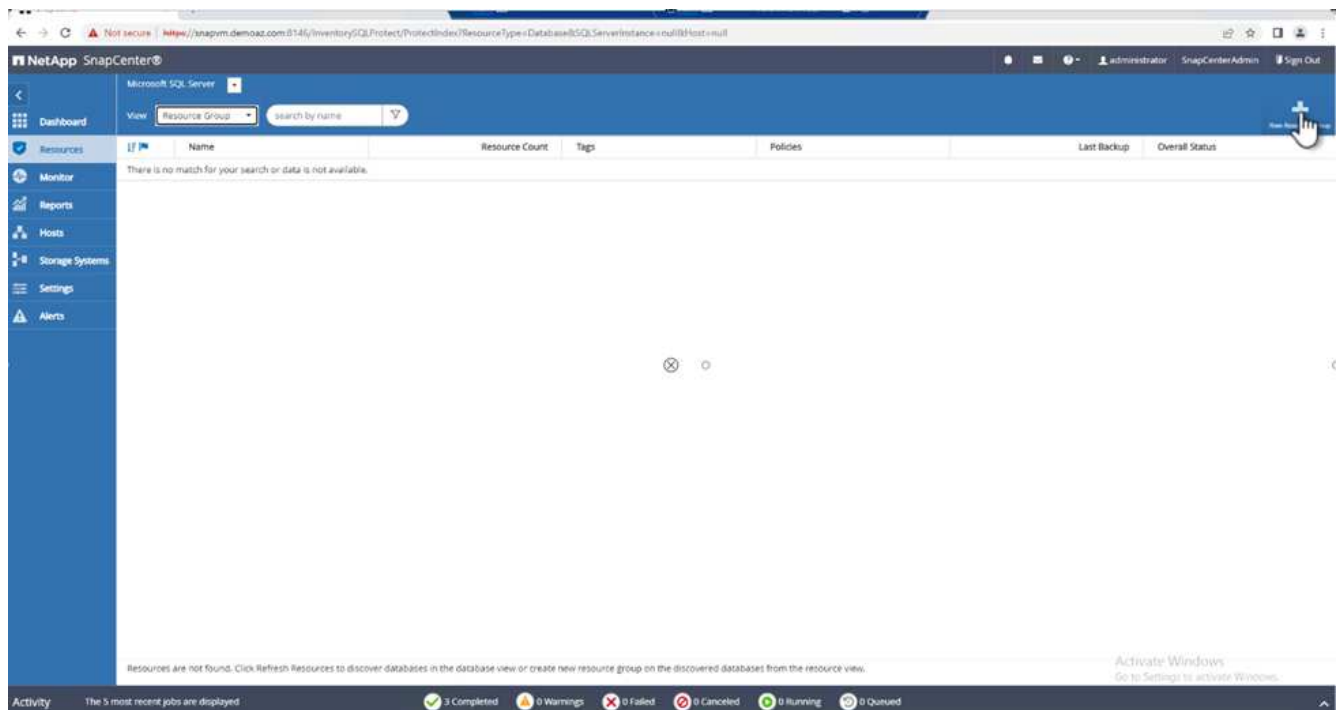 Not secure | https://snapvm.demoaz.com:8146/InventorySQLProtect/ProtectIndex?ResourceType=Database&SQLServerInstance=null&Host=null
NetApp SnapCenter®
administrator SnapCenterAdmin Sign Out
Microsoft SQL Server
View Resource Group search by name
Dashboard
Resources
Name Resource Count Tags Policies Last Backup Overall Status
There is no match for your search or data is not available.
Monitor
Reports
Hosts
Storage Systems
Settings
Alerts
Resources are not found. Click Refresh Resources to discover databases in the database view or create new resource group on the discovered databases from the resource view.
Activate Windows
Go to Settings to activate Windows.
Activity The 5 most recent jobs are displayed 3 Completed 0 Warnings 0 Failed 0 Canceled 0 Running 0 Queued